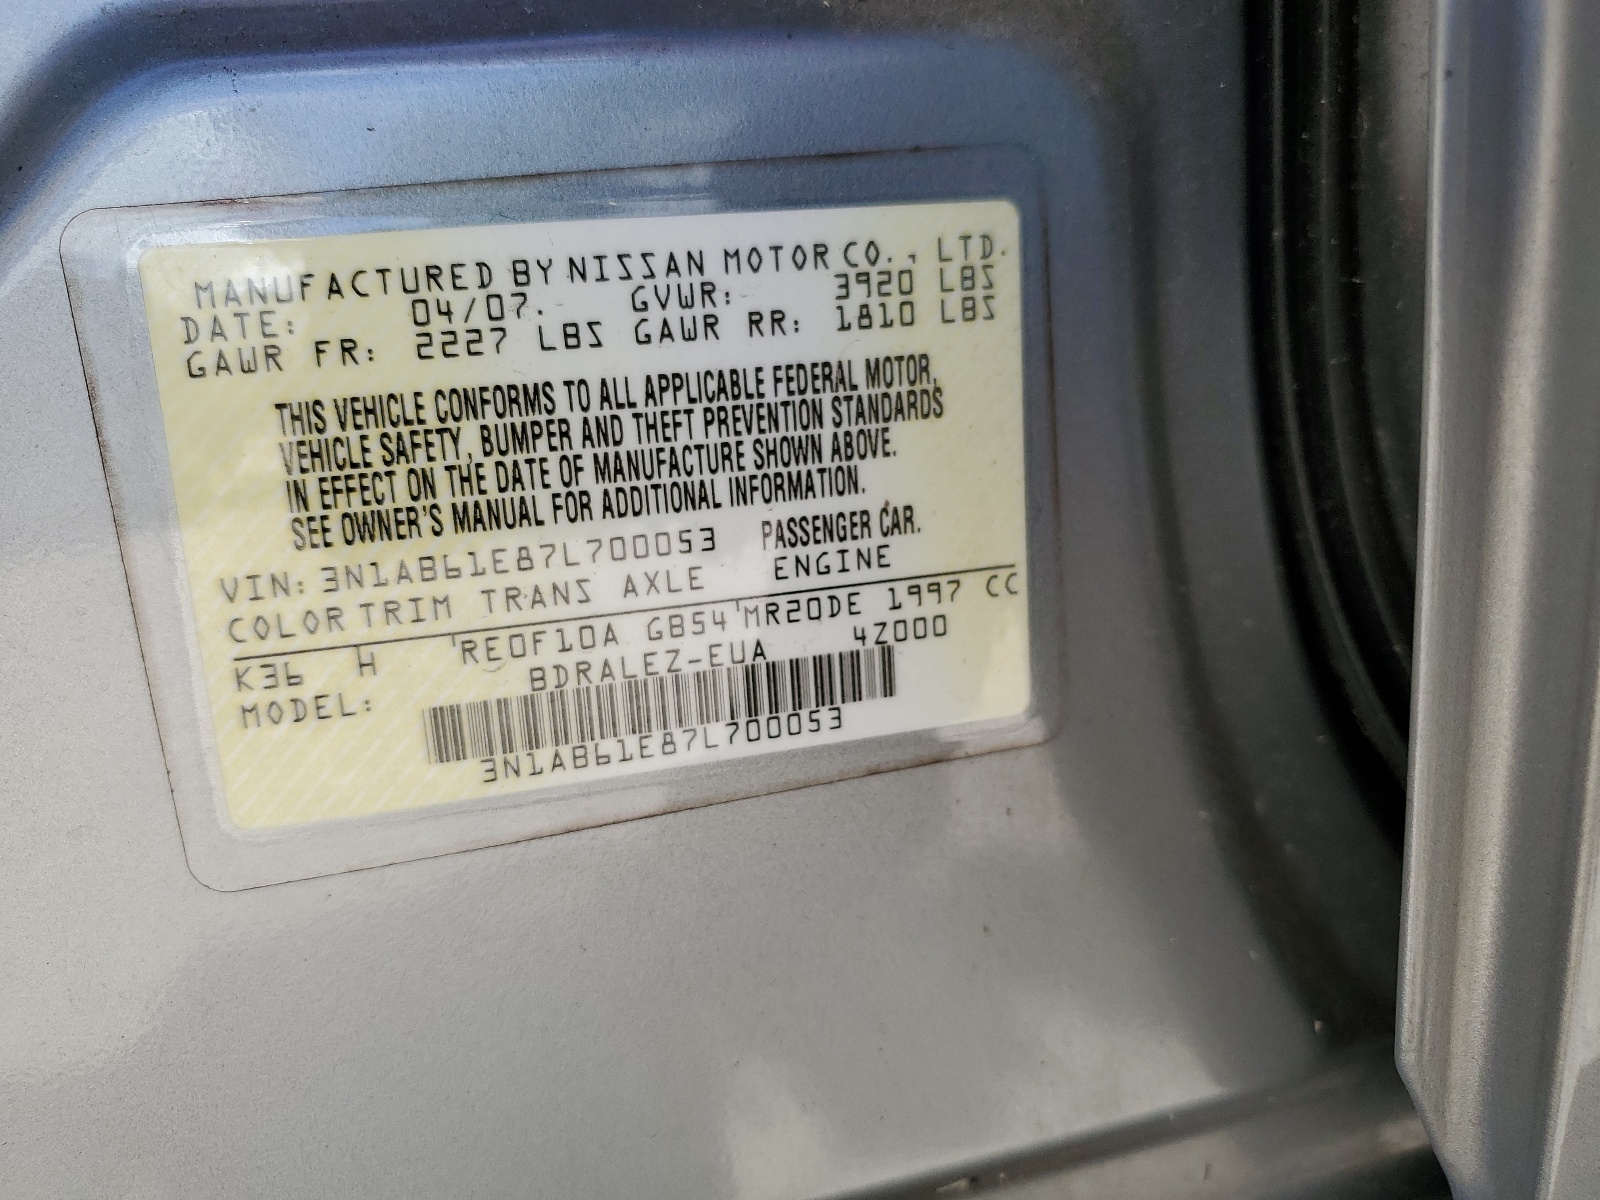 MANUFACTURED BY NISSAN MOTOR CO., LTD.
DATE: 04/07. GVWR: 3920 LBS
GAWR FR: 2227 LBS GAWR RR: 1810 LBS
THIS VEHICLE CONFORMS TO ALL APPLICABLE FEDERAL MOTOR,
VEHICLE SAFETY, BUMPER AND THEFT PREVENTION STANDARDS
IN EFFECT ON THE DATE OF MANUFACTURE SHOWN ABOVE.
SEE OWNER'S MANUAL FOR ADDITIONAL INFORMATION.
VIN: 3N1AB61E87L700053 PASSENGER CAR.
COLOR TRIM TRANS AXLE ENGINE
K36 H RE0F10A GB54 MR20DE 1997 CC
MODEL: BDRALEZ-EUA 4Z000
3N1AB61E87L700053